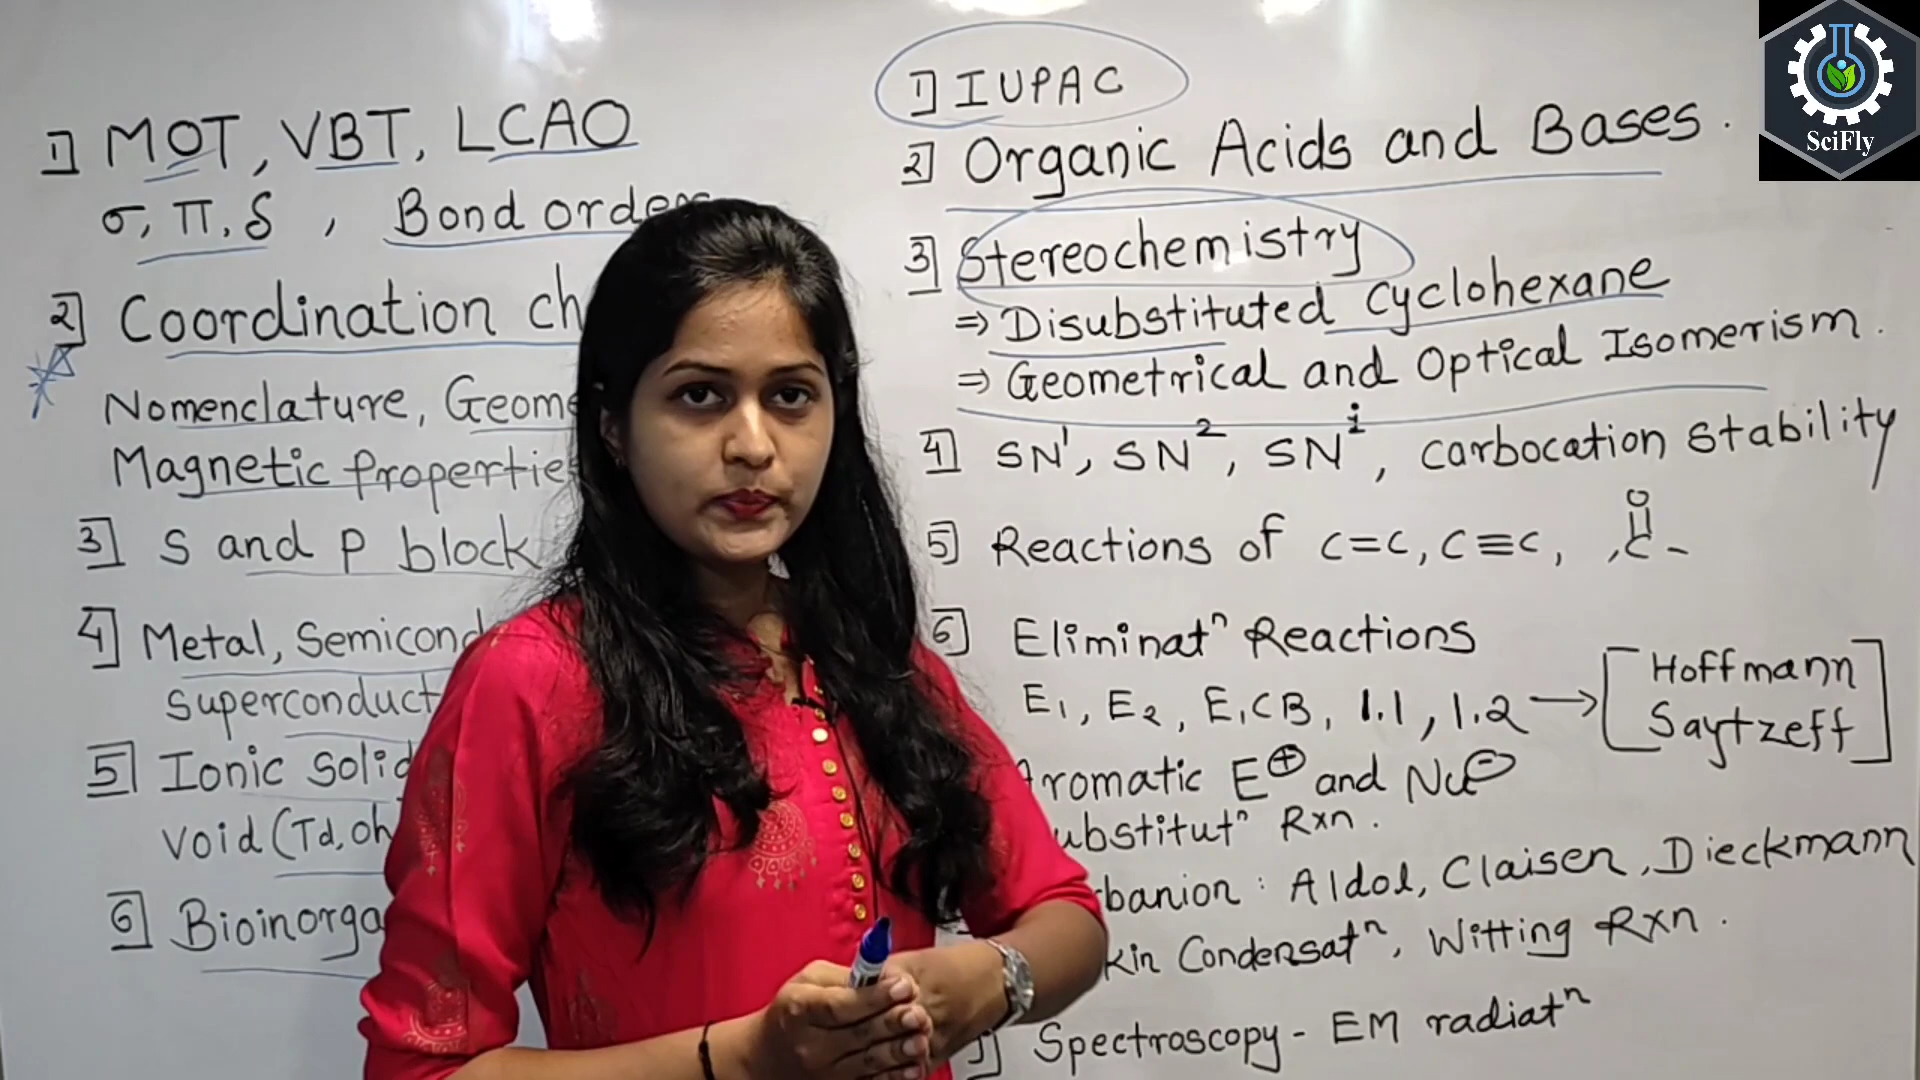 1] MOT, VBT, LCAO
σ, π, δ, Bond order
2] Coordination ch
Nomenclature, Geome
Magnetic Propertie
3] S and P block
4] Metal, Semicond
Superconduct
5] Ionic Solid
Void (Td, Oh
6] Bioinorga
1] IUPAC
2] Organic Acids and Bases.
3] Stereochemistry
⇒ Disubstituted Cyclohexane
⇒ Geometrical and Optical Isomerism.
4] SN¹, SN², SNⁱ, Carbocation Stability
5] Reactions of C=C, C≡C, -C(=O)-
6] Eliminatⁿ Reactions
E₁, E₂, E₁CB, 1.1, 1.2 → [Hoffmann
Saytzeff]
Aromatic E⊕ and Nu⊖
ubstitutⁿ Rxn.
rbanion : Aldol, Claisen, Dieckmann
kin Condensatⁿ, Witting Rxn.
] Spectroscopy - EM radiatⁿ
SciFly